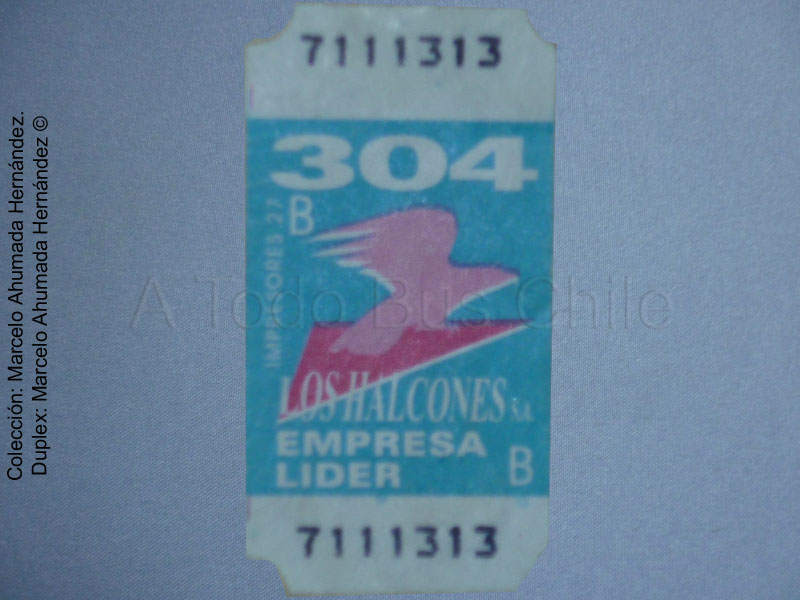 7111313
304
B
IMPRESORES 27
LOS HALCONES S.A.
EMPRESA
LIDER
B
7111313
A Todo Bus Chile
Colección: Marcelo Ahumada Hernández.
Duplex: Marcelo Ahumada Hernández ©